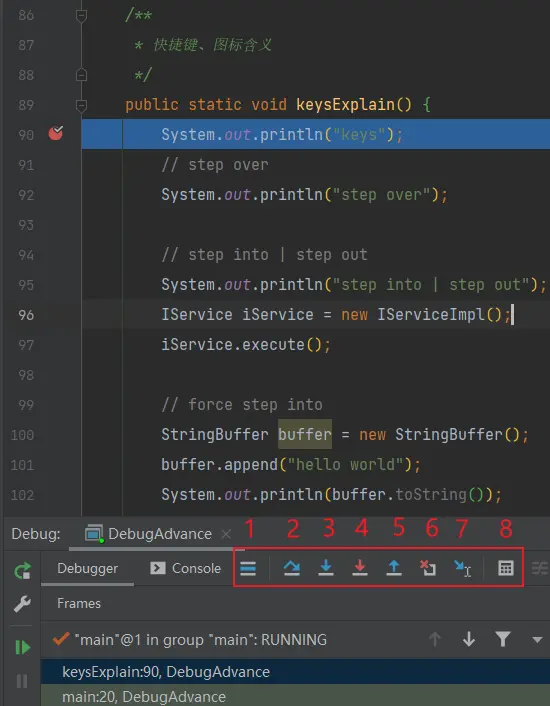 86 /**
87 * 快捷键、图标含义
88 */
89 public static void keysExplain() {
90 System.out.println("keys");
91 // step over
92 System.out.println("step over");
93
94 // step into | step out
95 System.out.println("step into | step out");
96 IService iService = new IServiceImpl();
97 iService.execute();
98
99 // force step into
100 StringBuffer buffer = new StringBuffer();
101 buffer.append("hello world");
102 System.out.println(buffer.toString());
1 2 3 4 5 6 7 8
Debug: DebugAdvance
Debugger Console
Frames
"main"@1 in group "main": RUNNING
keysExplain:90, DebugAdvance
main:20, DebugAdvance